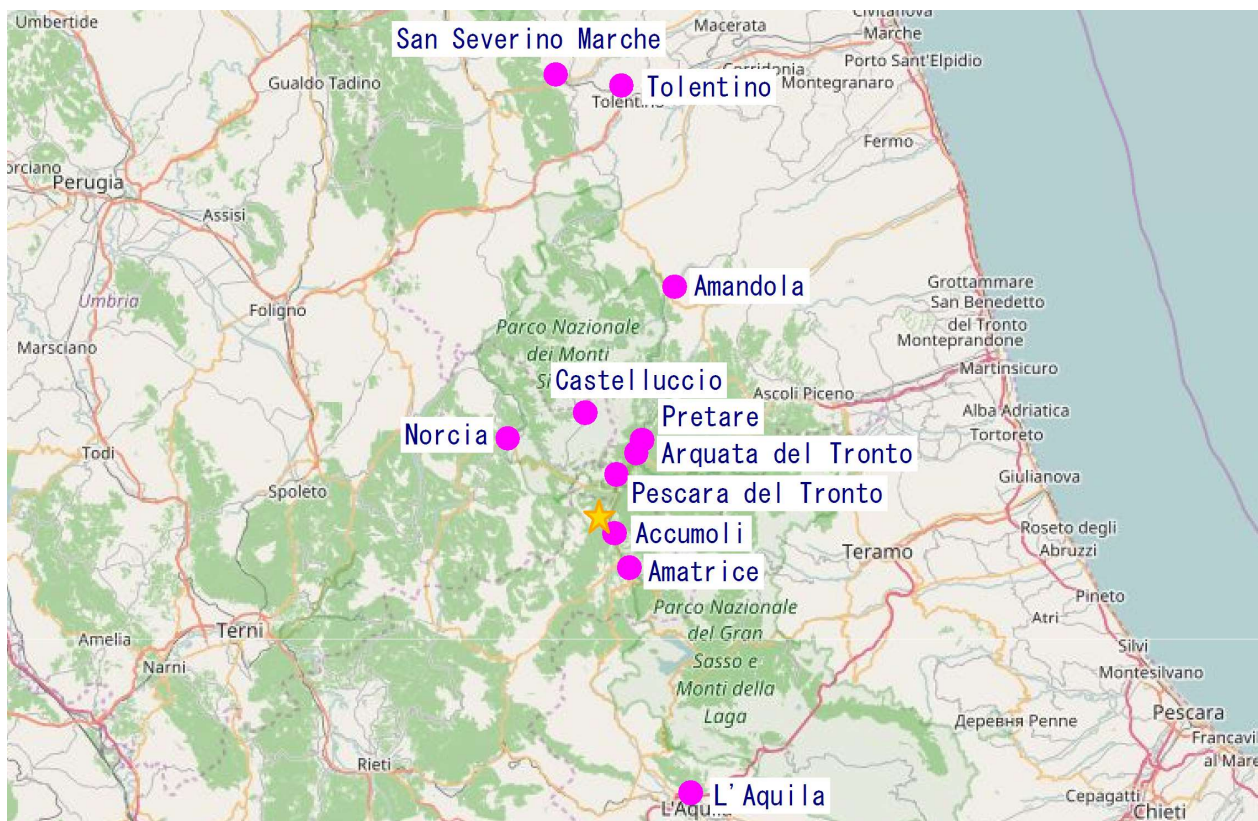 Umbertide
Civitanova
Marche
Macerata
San Severino Marche
Corridonia
Porto Sant'Elpidio
Gualdo Tadino
Tolentino
Montegranaro
Tolentino
Fermo
Perugia
Assisi
Grottammare
Amandola
San Benedetto
del Tronto
Umbria
Foligno
Parco Nazionale
dei Monti
Monteprandone
Marsciano
Martinsicuro
Castelluccio
Ascoli Piceno
Alba Adriatica
Pretare
Norcia
Tortoreto
Arquata del Tronto
Todi
Giulianova
Spoleto
Pescara del Tronto
Roseto degli
Abruzzi
Accumoli
Teramo
Amatrice
Pineto
Parco Nazionale
del Gran
Sasso e
Monti della
Laga
Atri
Terni
Amelia
Silvi
Narni
Montesilvano
Деревня Penne
Pescara
Francavil
al Mare
Rieti
L'Aquila
L'Aquila
Cepagatti
Chieti